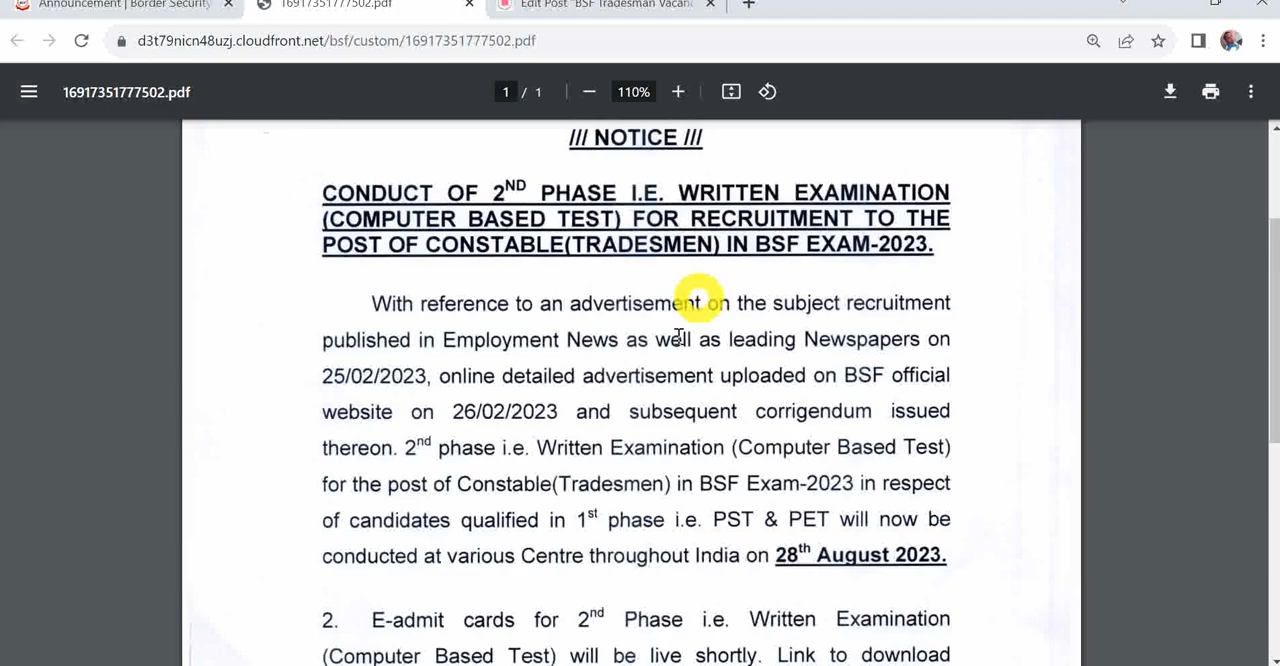 Announcement | Border Security
16917351777502.pdf
Edit Post "BSF Tradesman Vacan
d3t79nicn48uzj.cloudfront.net/bsf/custom/16917351777502.pdf
16917351777502.pdf
1 / 1
110%
/// NOTICE ///
CONDUCT OF 2ND PHASE I.E. WRITTEN EXAMINATION
(COMPUTER BASED TEST) FOR RECRUITMENT TO THE
POST OF CONSTABLE(TRADESMEN) IN BSF EXAM-2023.
With reference to an advertisement on the subject recruitment
published in Employment News as well as leading Newspapers on
25/02/2023, online detailed advertisement uploaded on BSF official
website on 26/02/2023 and subsequent corrigendum issued
thereon. 2nd phase i.e. Written Examination (Computer Based Test)
for the post of Constable(Tradesmen) in BSF Exam-2023 in respect
of candidates qualified in 1st phase i.e. PST & PET will now be
conducted at various Centre throughout India on 28th August 2023.
2. E-admit cards for 2nd Phase i.e. Written Examination
(Computer Based Test) will be live shortly. Link to download